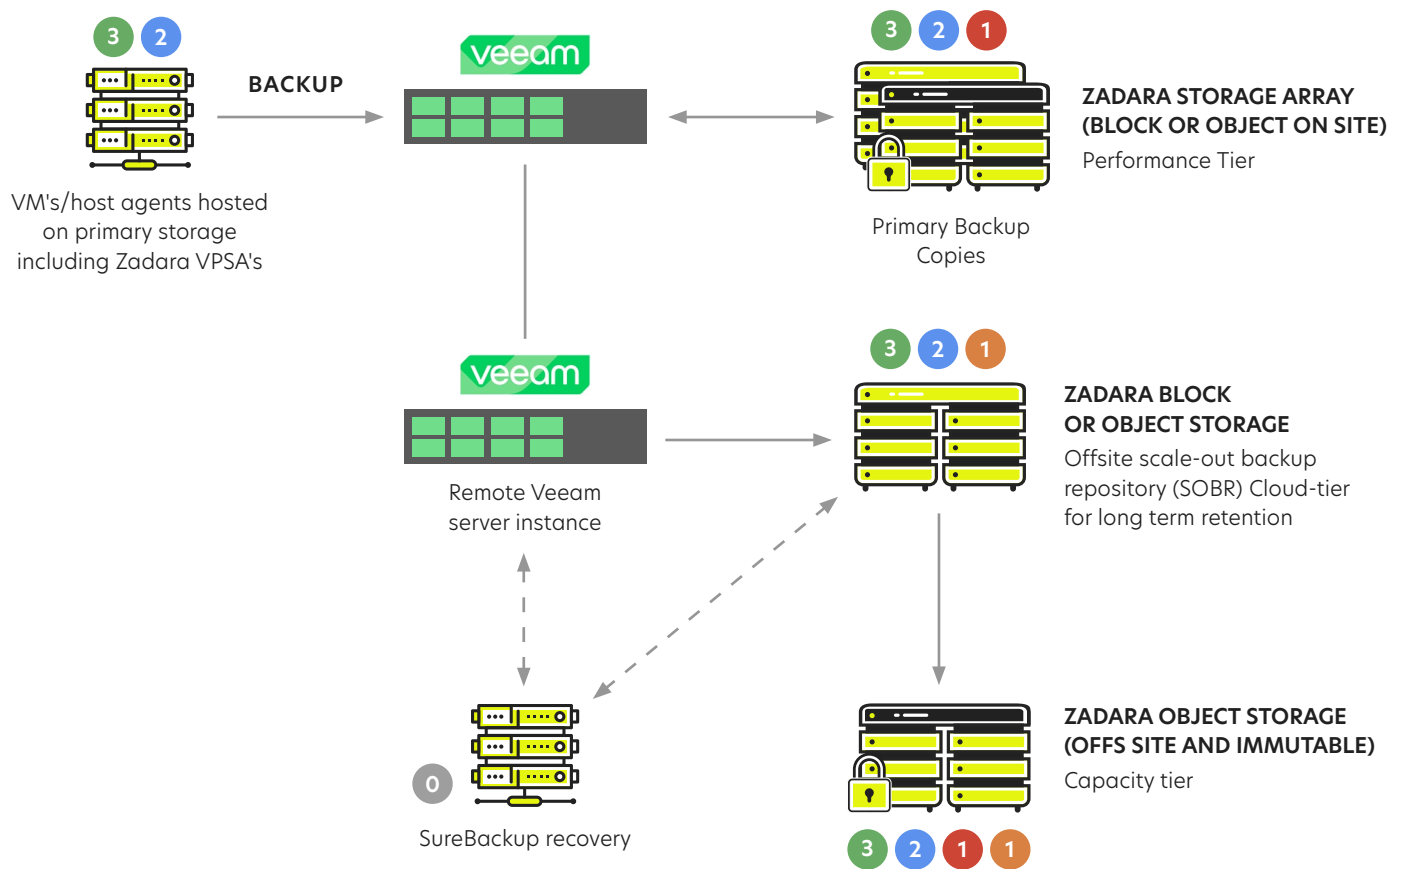 3 2
veeam
3 2 1
BACKUP
ZADARA STORAGE ARRAY
(BLOCK OR OBJECT ON SITE)
Performance Tier
VM's/host agents hosted
on primary storage
including Zadara VPSA's
Primary Backup
Copies
veeam
3 2 1
ZADARA BLOCK
OR OBJECT STORAGE
Offsite scale-out backup
repository (SOBR) Cloud-tier
for long term retention
Remote Veeam
server instance
ZADARA OBJECT STORAGE
(OFFS SITE AND IMMUTABLE)
Capacity tier
0
SureBackup recovery
3 2 1 1